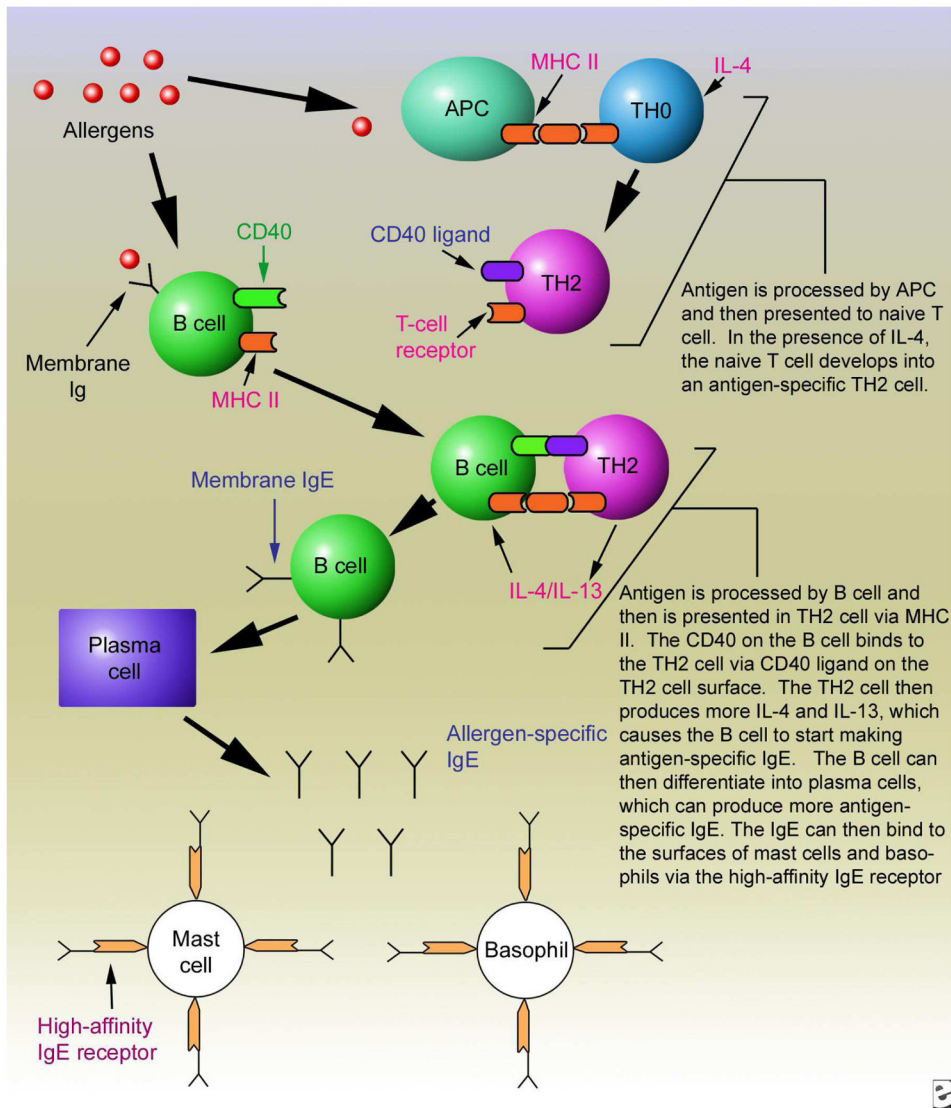 Allergens
APC
MHC II
TH0
IL-4
CD40 ligand
TH2
T-cell
receptor
Antigen is processed by APC
and then presented to naive T
cell.  In the presence of IL-4,
the naive T cell develops into
an antigen-specific TH2 cell.
CD40
B cell
Membrane
Ig
MHC II
B cell
TH2
IL-4/IL-13
Membrane IgE
B cell
Plasma
cell
Antigen is processed by B cell and
then is presented in TH2 cell via MHC
II.  The CD40 on the B cell binds to
the TH2 cell via CD40 ligand on the
TH2 cell surface.  The TH2 cell then
produces more IL-4 and IL-13, which
causes the B cell to start making
antigen-specific IgE.   The B cell can
then differentiate into plasma cells,
which can produce more antigen-
specific IgE. The IgE can then bind to
the surfaces of mast cells and baso-
phils via the high-affinity IgE receptor
Allergen-specific
IgE
Mast
cell
Basophil
High-affinity
IgE receptor